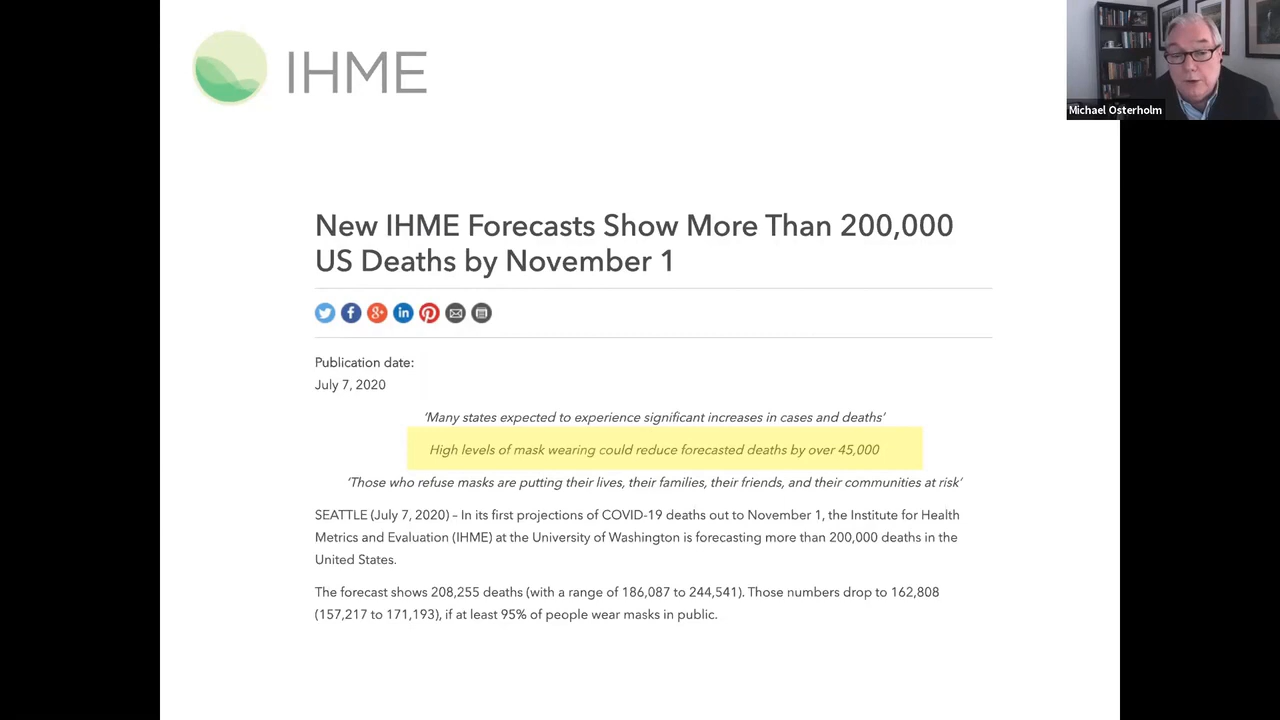 IHME
Michael Osterholm
New IHME Forecasts Show More Than 200,000
US Deaths by November 1
Publication date:
July 7, 2020
‘Many states expected to experience significant increases in cases and deaths’
High levels of mask wearing could reduce forecasted deaths by over 45,000
‘Those who refuse masks are putting their lives, their families, their friends, and their communities at risk’
SEATTLE (July 7, 2020) – In its first projections of COVID-19 deaths out to November 1, the Institute for Health
Metrics and Evaluation (IHME) at the University of Washington is forecasting more than 200,000 deaths in the
United States.
The forecast shows 208,255 deaths (with a range of 186,087 to 244,541). Those numbers drop to 162,808
(157,217 to 171,193), if at least 95% of people wear masks in public.